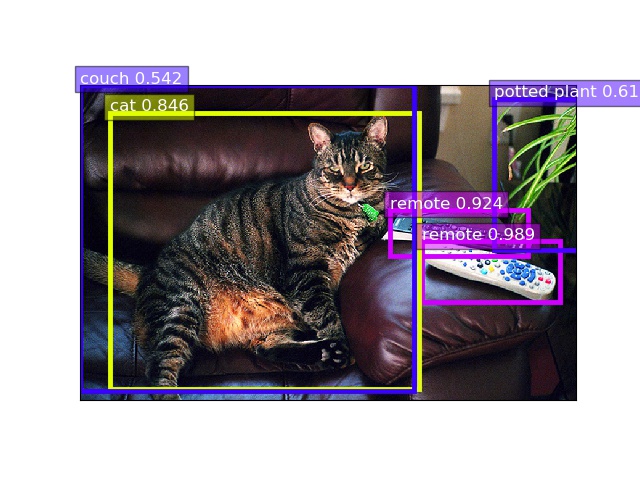 couch 0.542
potted plant 0.61
cat 0.846
remote 0.924
remote 0.989